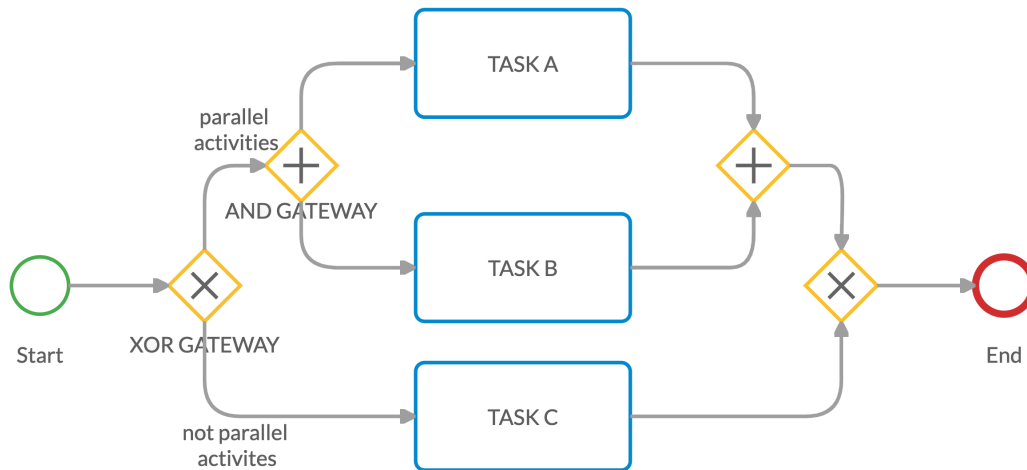 TASK A
parallel
activities
AND GATEWAY
TASK B
Start
XOR GATEWAY
End
TASK C
not parallel
activites